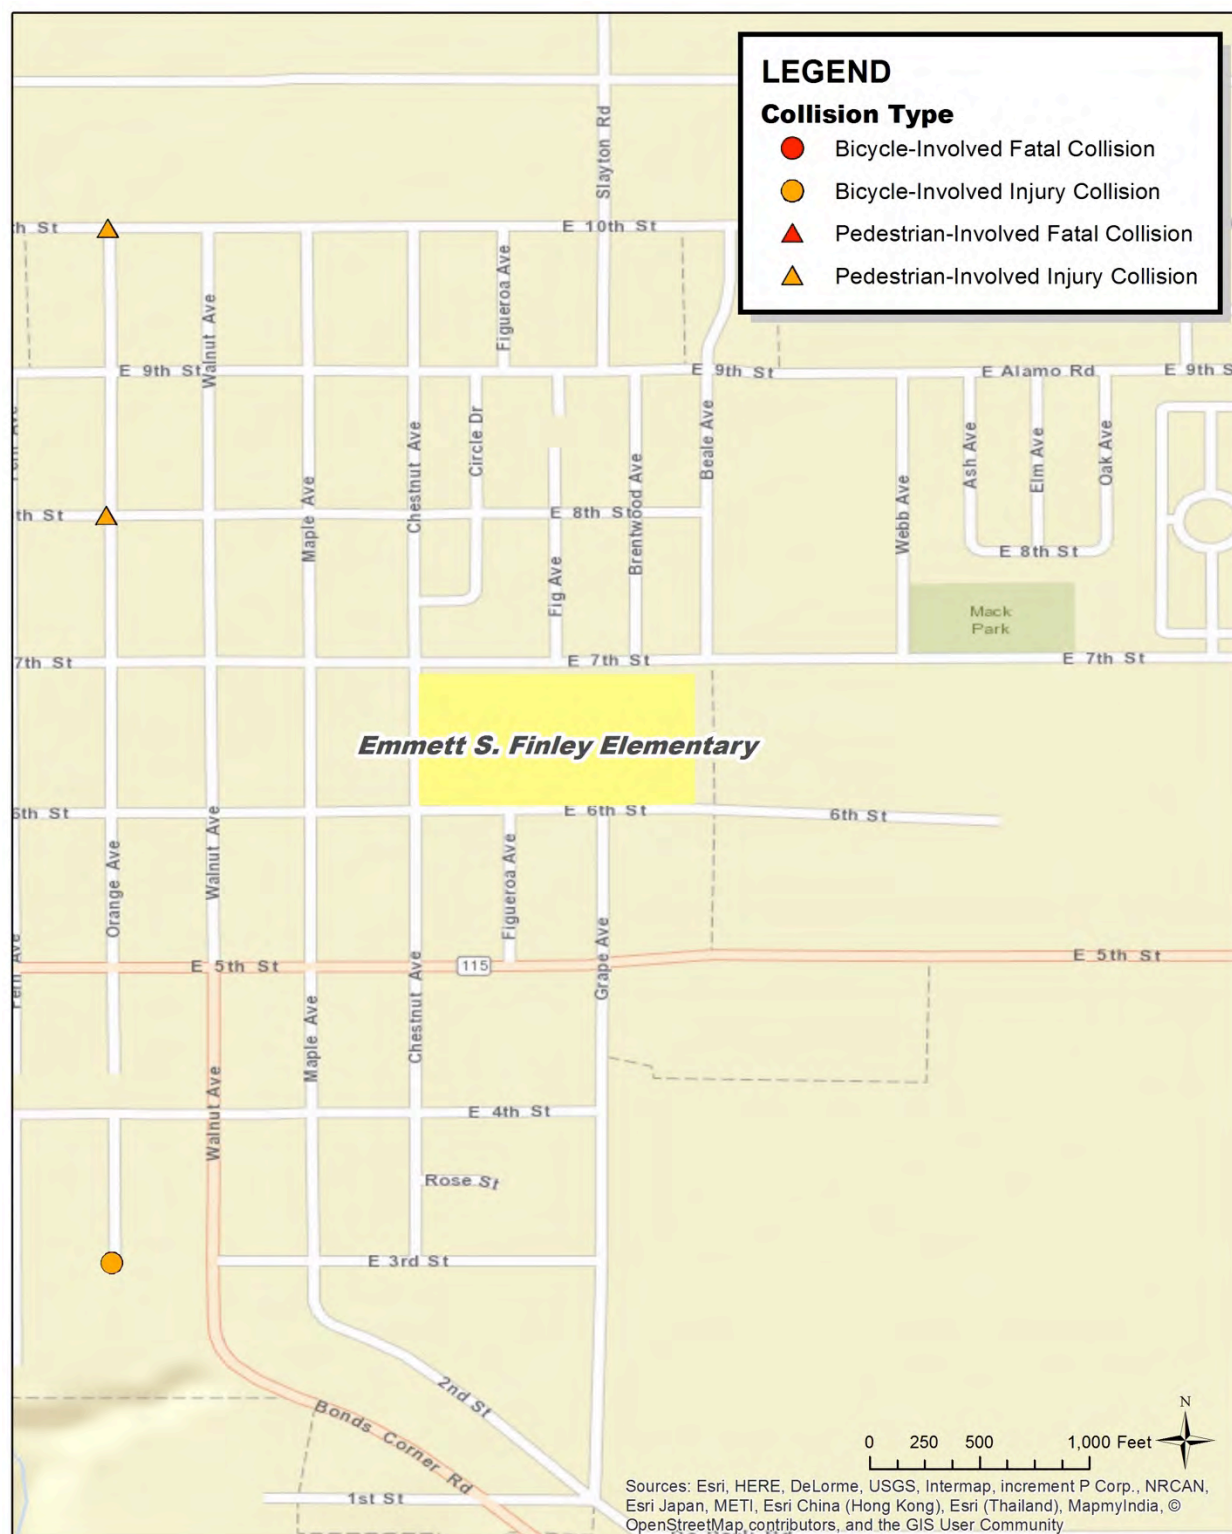 LEGEND
Collision Type
Bicycle-Involved Fatal Collision
Bicycle-Involved Injury Collision
Pedestrian-Involved Fatal Collision
Pedestrian-Involved Injury Collision
Slayton Rd
th St
E 10th St
Figueroa Ave
Walnut Ave
E 9th St
E 9th St
E Alamo Rd
E 9th S
Circle Dr
Chestnut Ave
Beale Ave
Ash Ave
Elm Ave
Oak Ave
Maple Ave
Brentwood Ave
Webb Ave
th St
E 8th St
E 8th St
Fig Ave
Mack
Park
7th St
E 7th St
E 7th St
Emmett S. Finley Elementary
6th St
E 6th St
6th St
Orange Ave
Walnut Ave
Figueroa Ave
Grape Ave
E 5th St
115
E 5th St
Chestnut Ave
Maple Ave
Walnut Ave
E 4th St
Rose St
E 3rd St
2nd St
Bonds Corner Rd
1st St
N
0 250 500 1,000 Feet
Sources: Esri, HERE, DeLorme, USGS, Intermap, increment P Corp., NRCAN,
Esri Japan, METI, Esri China (Hong Kong), Esri (Thailand), MapmyIndia, ©
OpenStreetMap contributors, and the GIS User Community